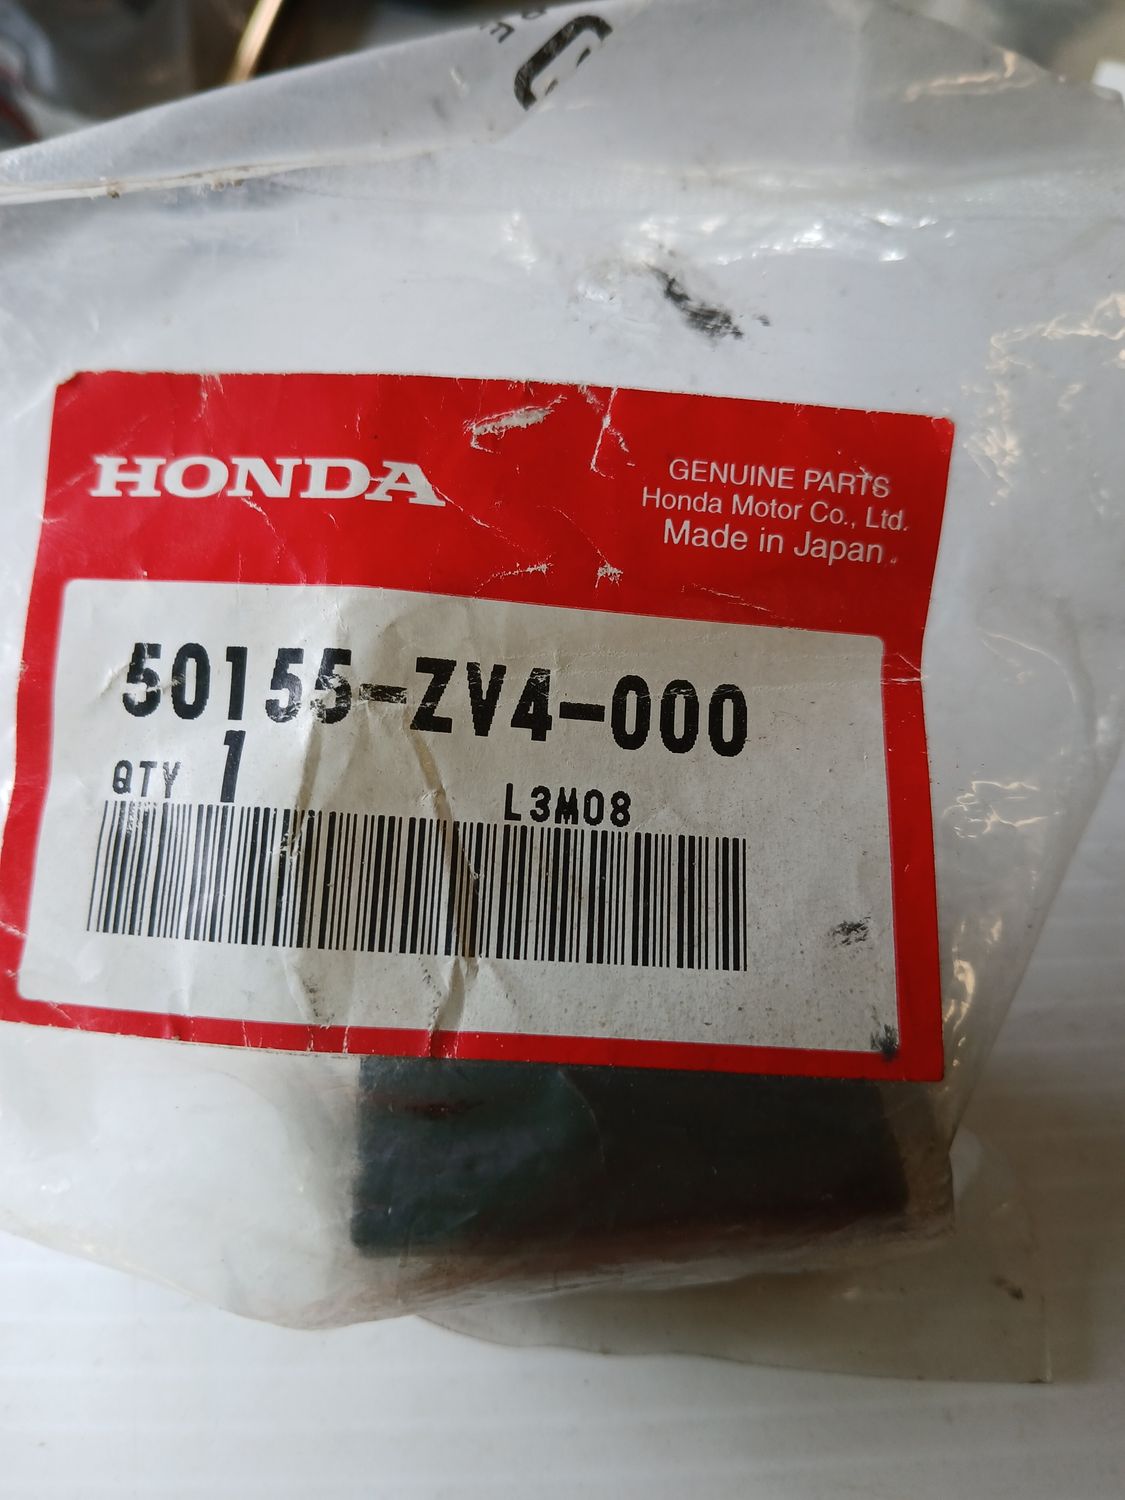 HONDA
GENUINE PARTS
Honda Motor Co., Ltd.
Made in Japan
50155-ZV4-000
QTY 1
L3M08